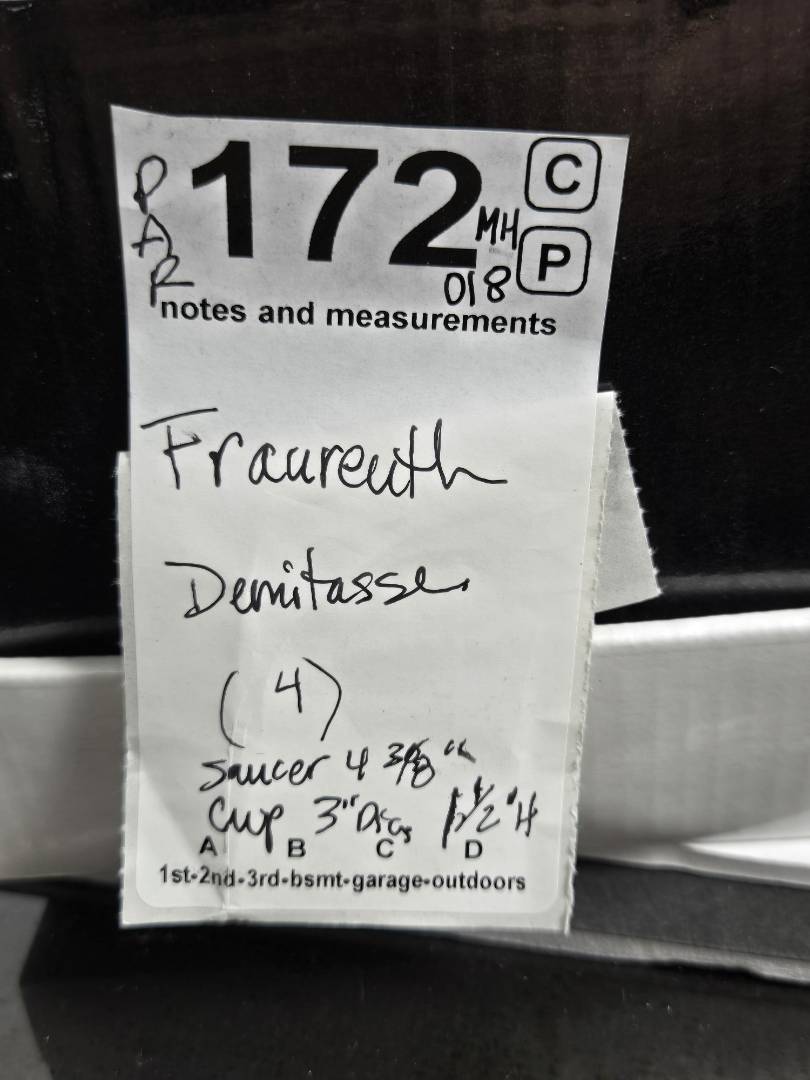 PAR 172 MH 018 C P
notes and measurements
Fraureuth
Demitasse
(4)
saucer 4 3/8"
Cup 3" Dia, 1 1/2"H
A B C D
1st-2nd-3rd-bsmt-garage-outdoors